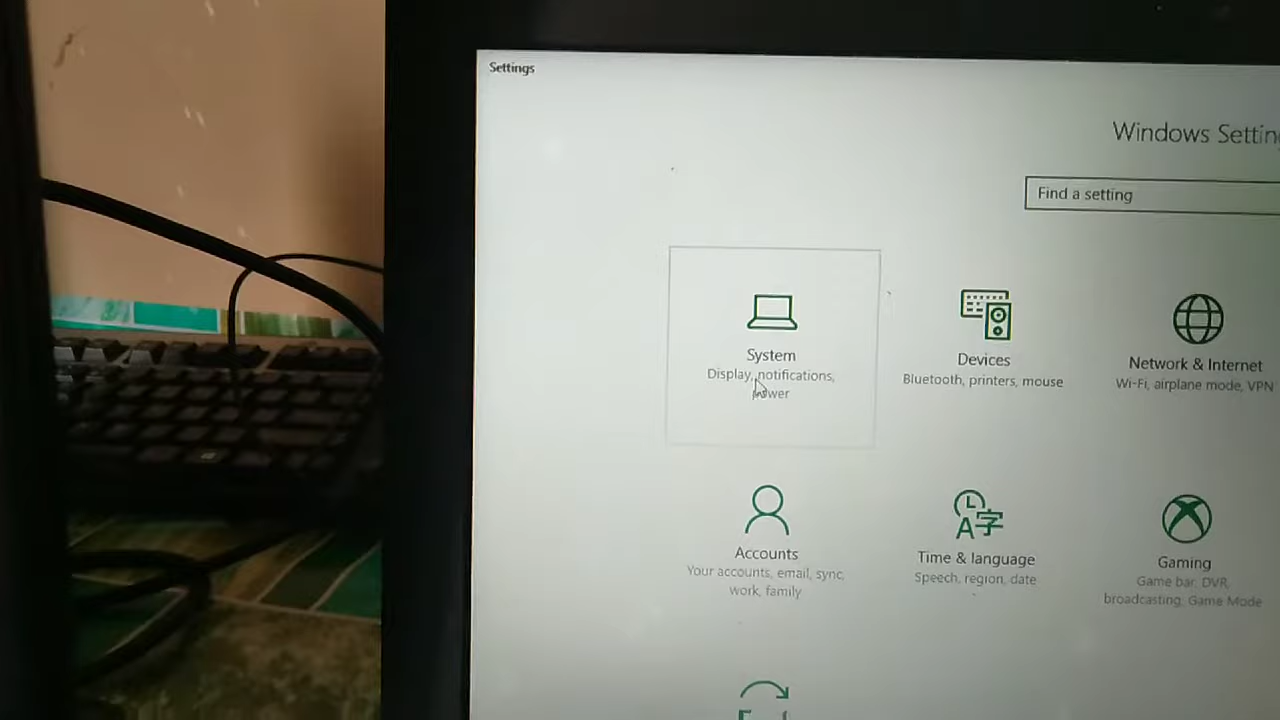 Settings
Windows Settin
Find a setting
System
Display, notifications,
power
Devices
Bluetooth, printers, mouse
Network & Internet
Wi-Fi, airplane mode, VPN
Accounts
Your accounts, email, sync,
work, family
Time & language
Speech, region, date
Gaming
Game bar, DVR,
broadcasting, Game Mode